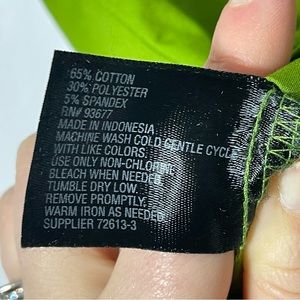 65% COTTON
30% POLYESTER
5% SPANDEX
RN# 93677
MADE IN INDONESIA
MACHINE WASH COLD GENTLE CYCLE
WITH LIKE COLORS.
USE ONLY NON-CHLORINE
BLEACH WHEN NEEDED.
TUMBLE DRY LOW.
REMOVE PROMPTLY.
WARM IRON AS NEEDED.
SUPPLIER 72613-3